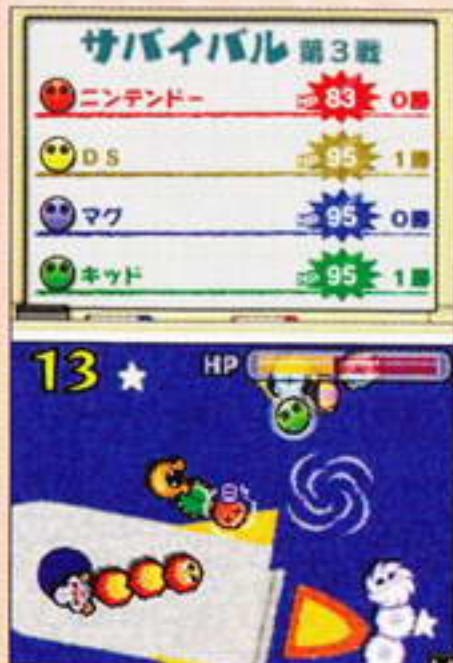 サバイバル 第3戦
ニンテンドー HP 83 0勝
DS HP 95 1勝
マグ HP 95 0勝
キッド HP 95 1勝
13 HP